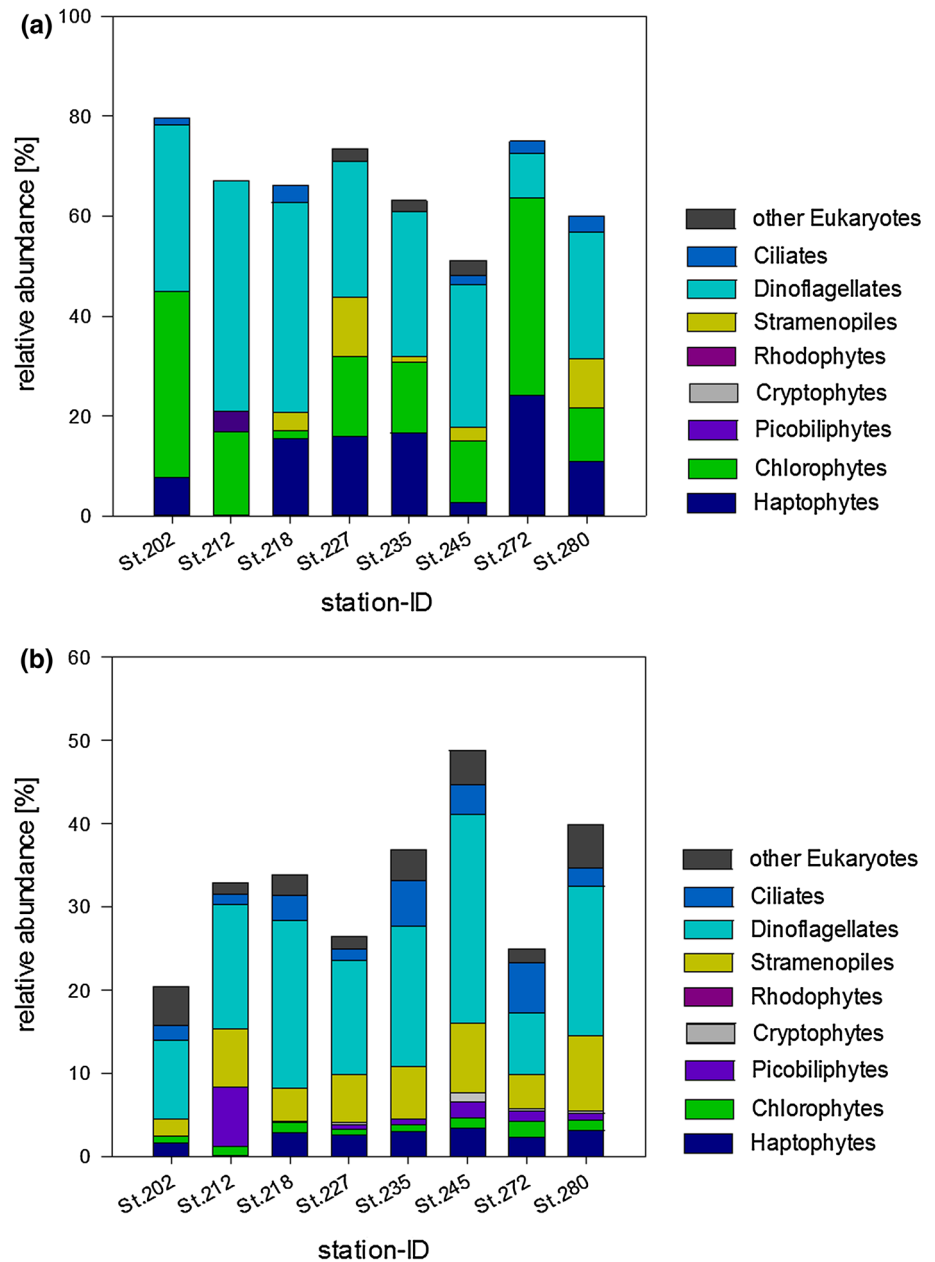 (a)
100
80
60
40
20
0
relative abundance [%]
St.202
St.212
St.218
St.227
St.235
St.245
St.272
St.280
station-ID
other Eukaryotes
Ciliates
Dinoflagellates
Stramenopiles
Rhodophytes
Cryptophytes
Picobiliphytes
Chlorophytes
Haptophytes
(b)
60
50
40
30
20
10
0
relative abundance [%]
St.202
St.212
St.218
St.227
St.235
St.245
St.272
St.280
station-ID
other Eukaryotes
Ciliates
Dinoflagellates
Stramenopiles
Rhodophytes
Cryptophytes
Picobiliphytes
Chlorophytes
Haptophytes